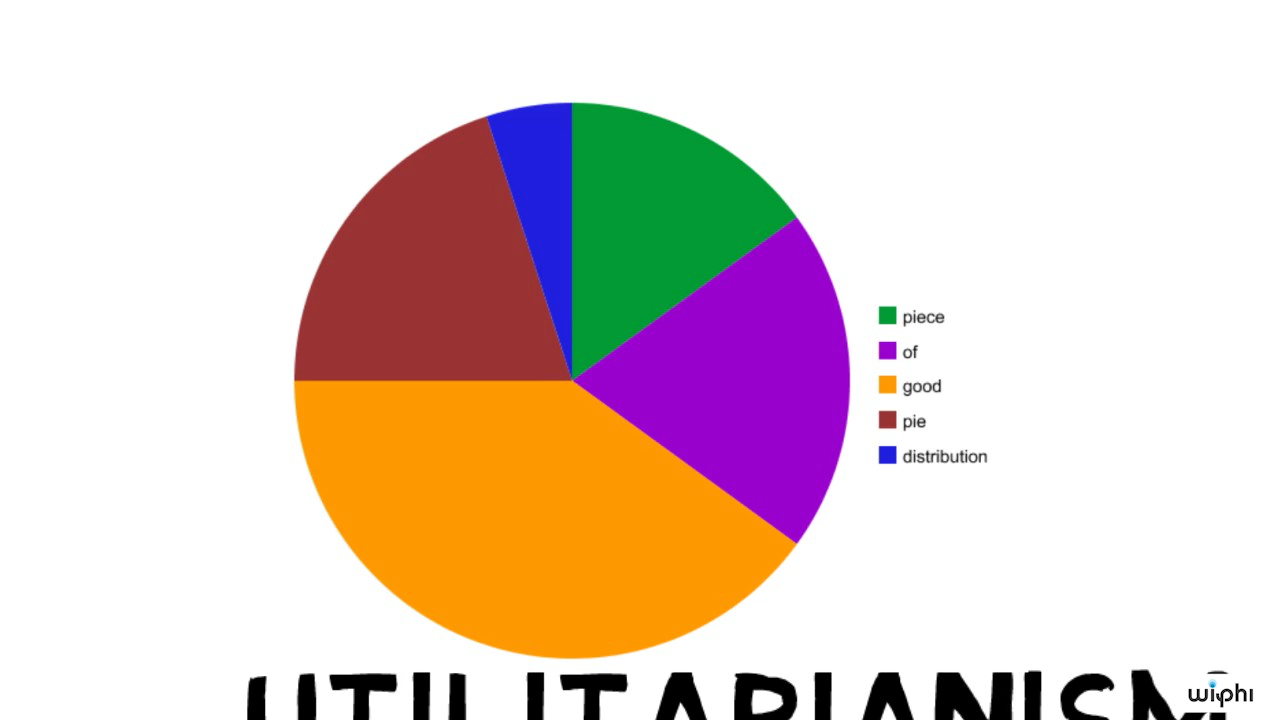 piece
of
good
pie
distribution
UTILITARIANISM
wiphi